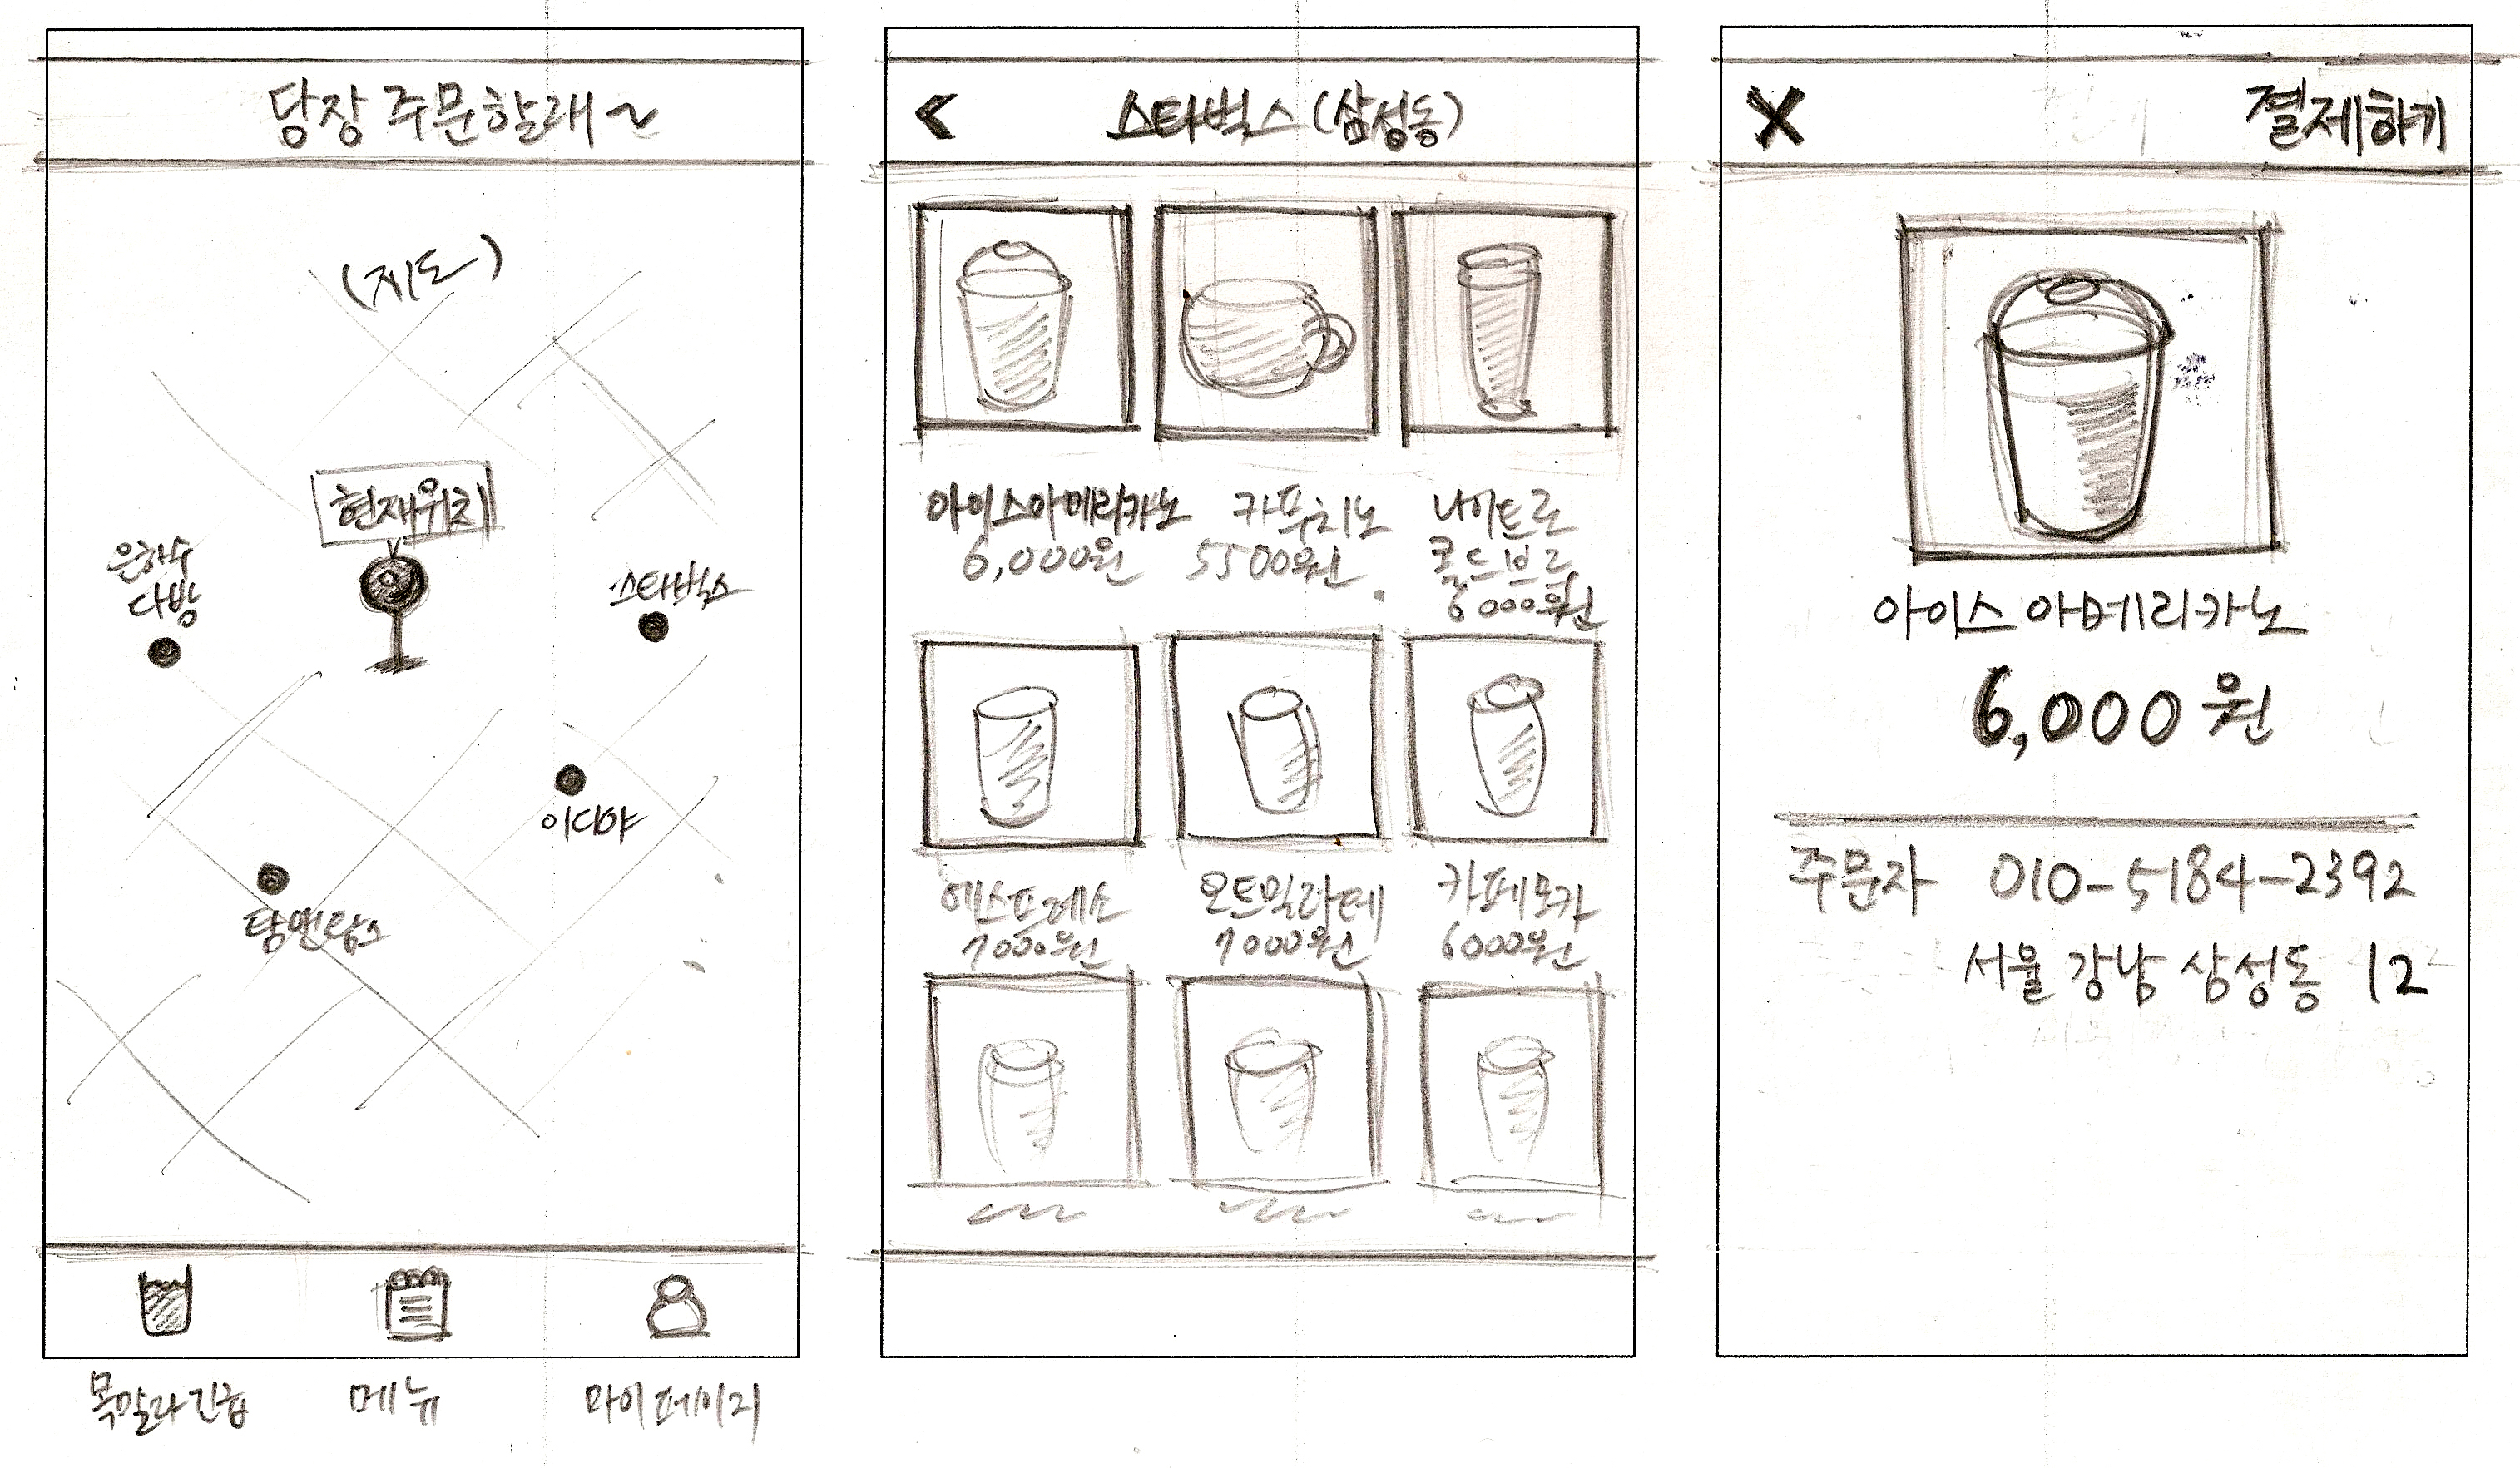 당장 주문할래~
(지도)
현재위치
은하수
다방
스타벅스
이디야
탐앤탐스
목말라긴급
메뉴
마이페이지
<
스타벅스(삼성동)
아이스아메리카노
6,000원
카푸치노
5500원
나이트로
콜드브루
6000원
에스프레소
7000원
오트밀라떼
7000원
카페모카
6000원
X
결제하기
아이스 아메리카노
6,000원
주문자 010-5184-2392
서울 강남 삼성동 12